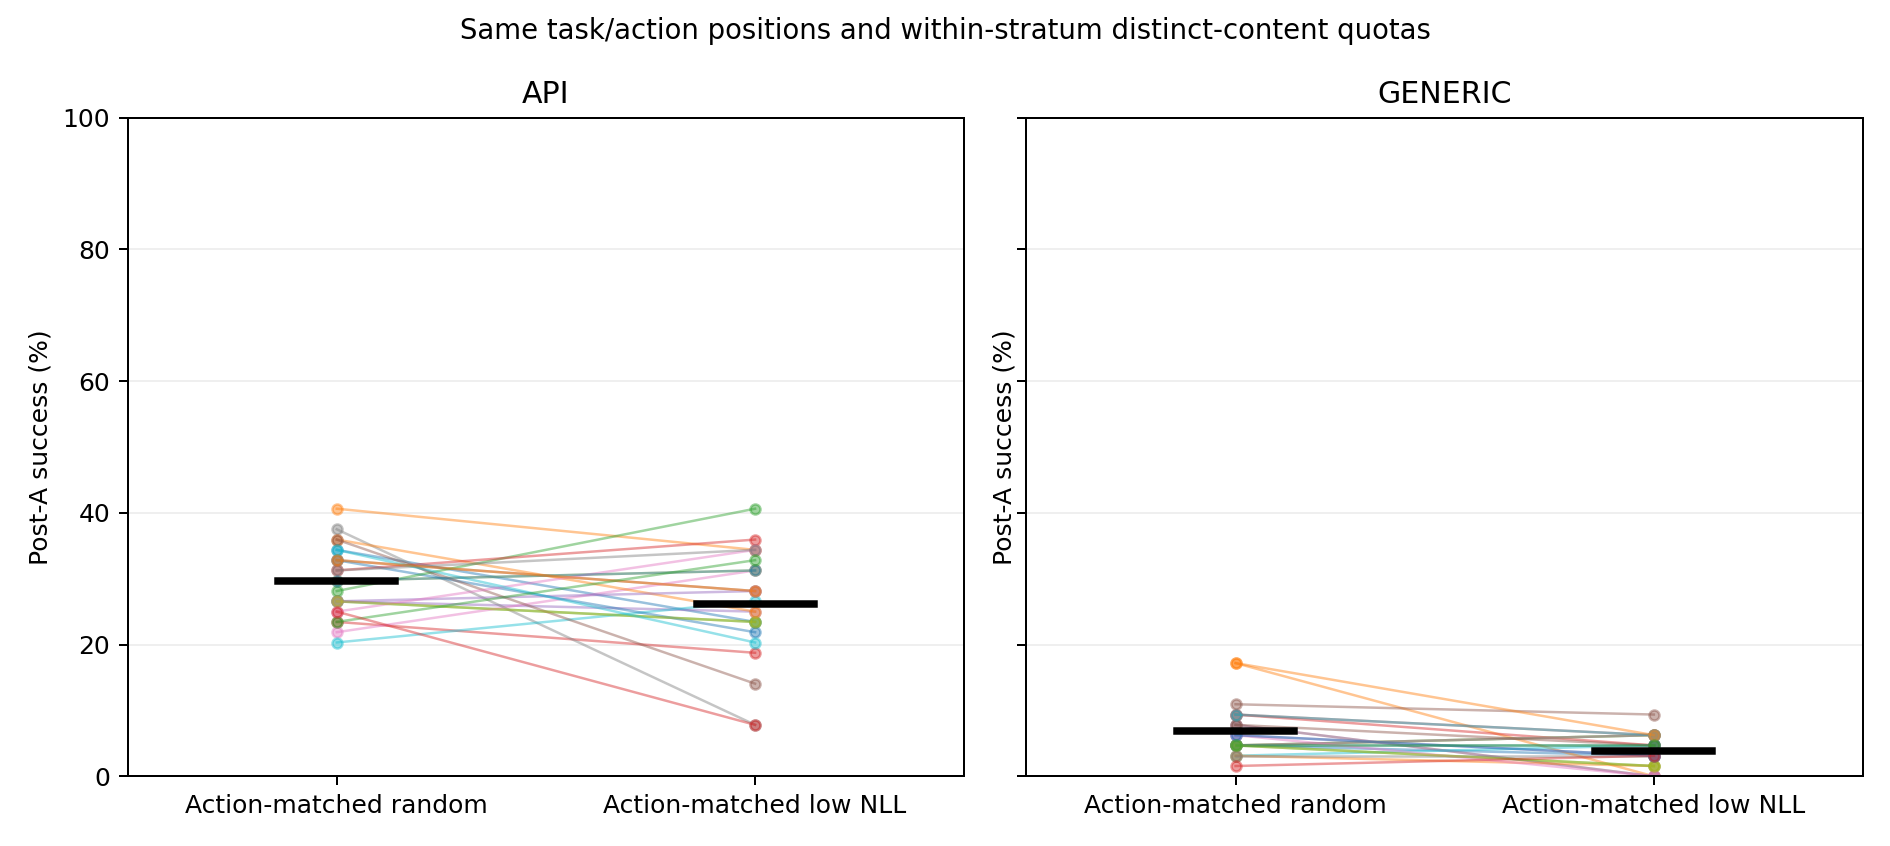 Same task/action positions and within-stratum distinct-content quotas
API
GENERIC
Post-A success (%)
100
80
60
40
20
0
Action-matched random
Action-matched low NLL
Post-A success (%)
Action-matched random
Action-matched low NLL